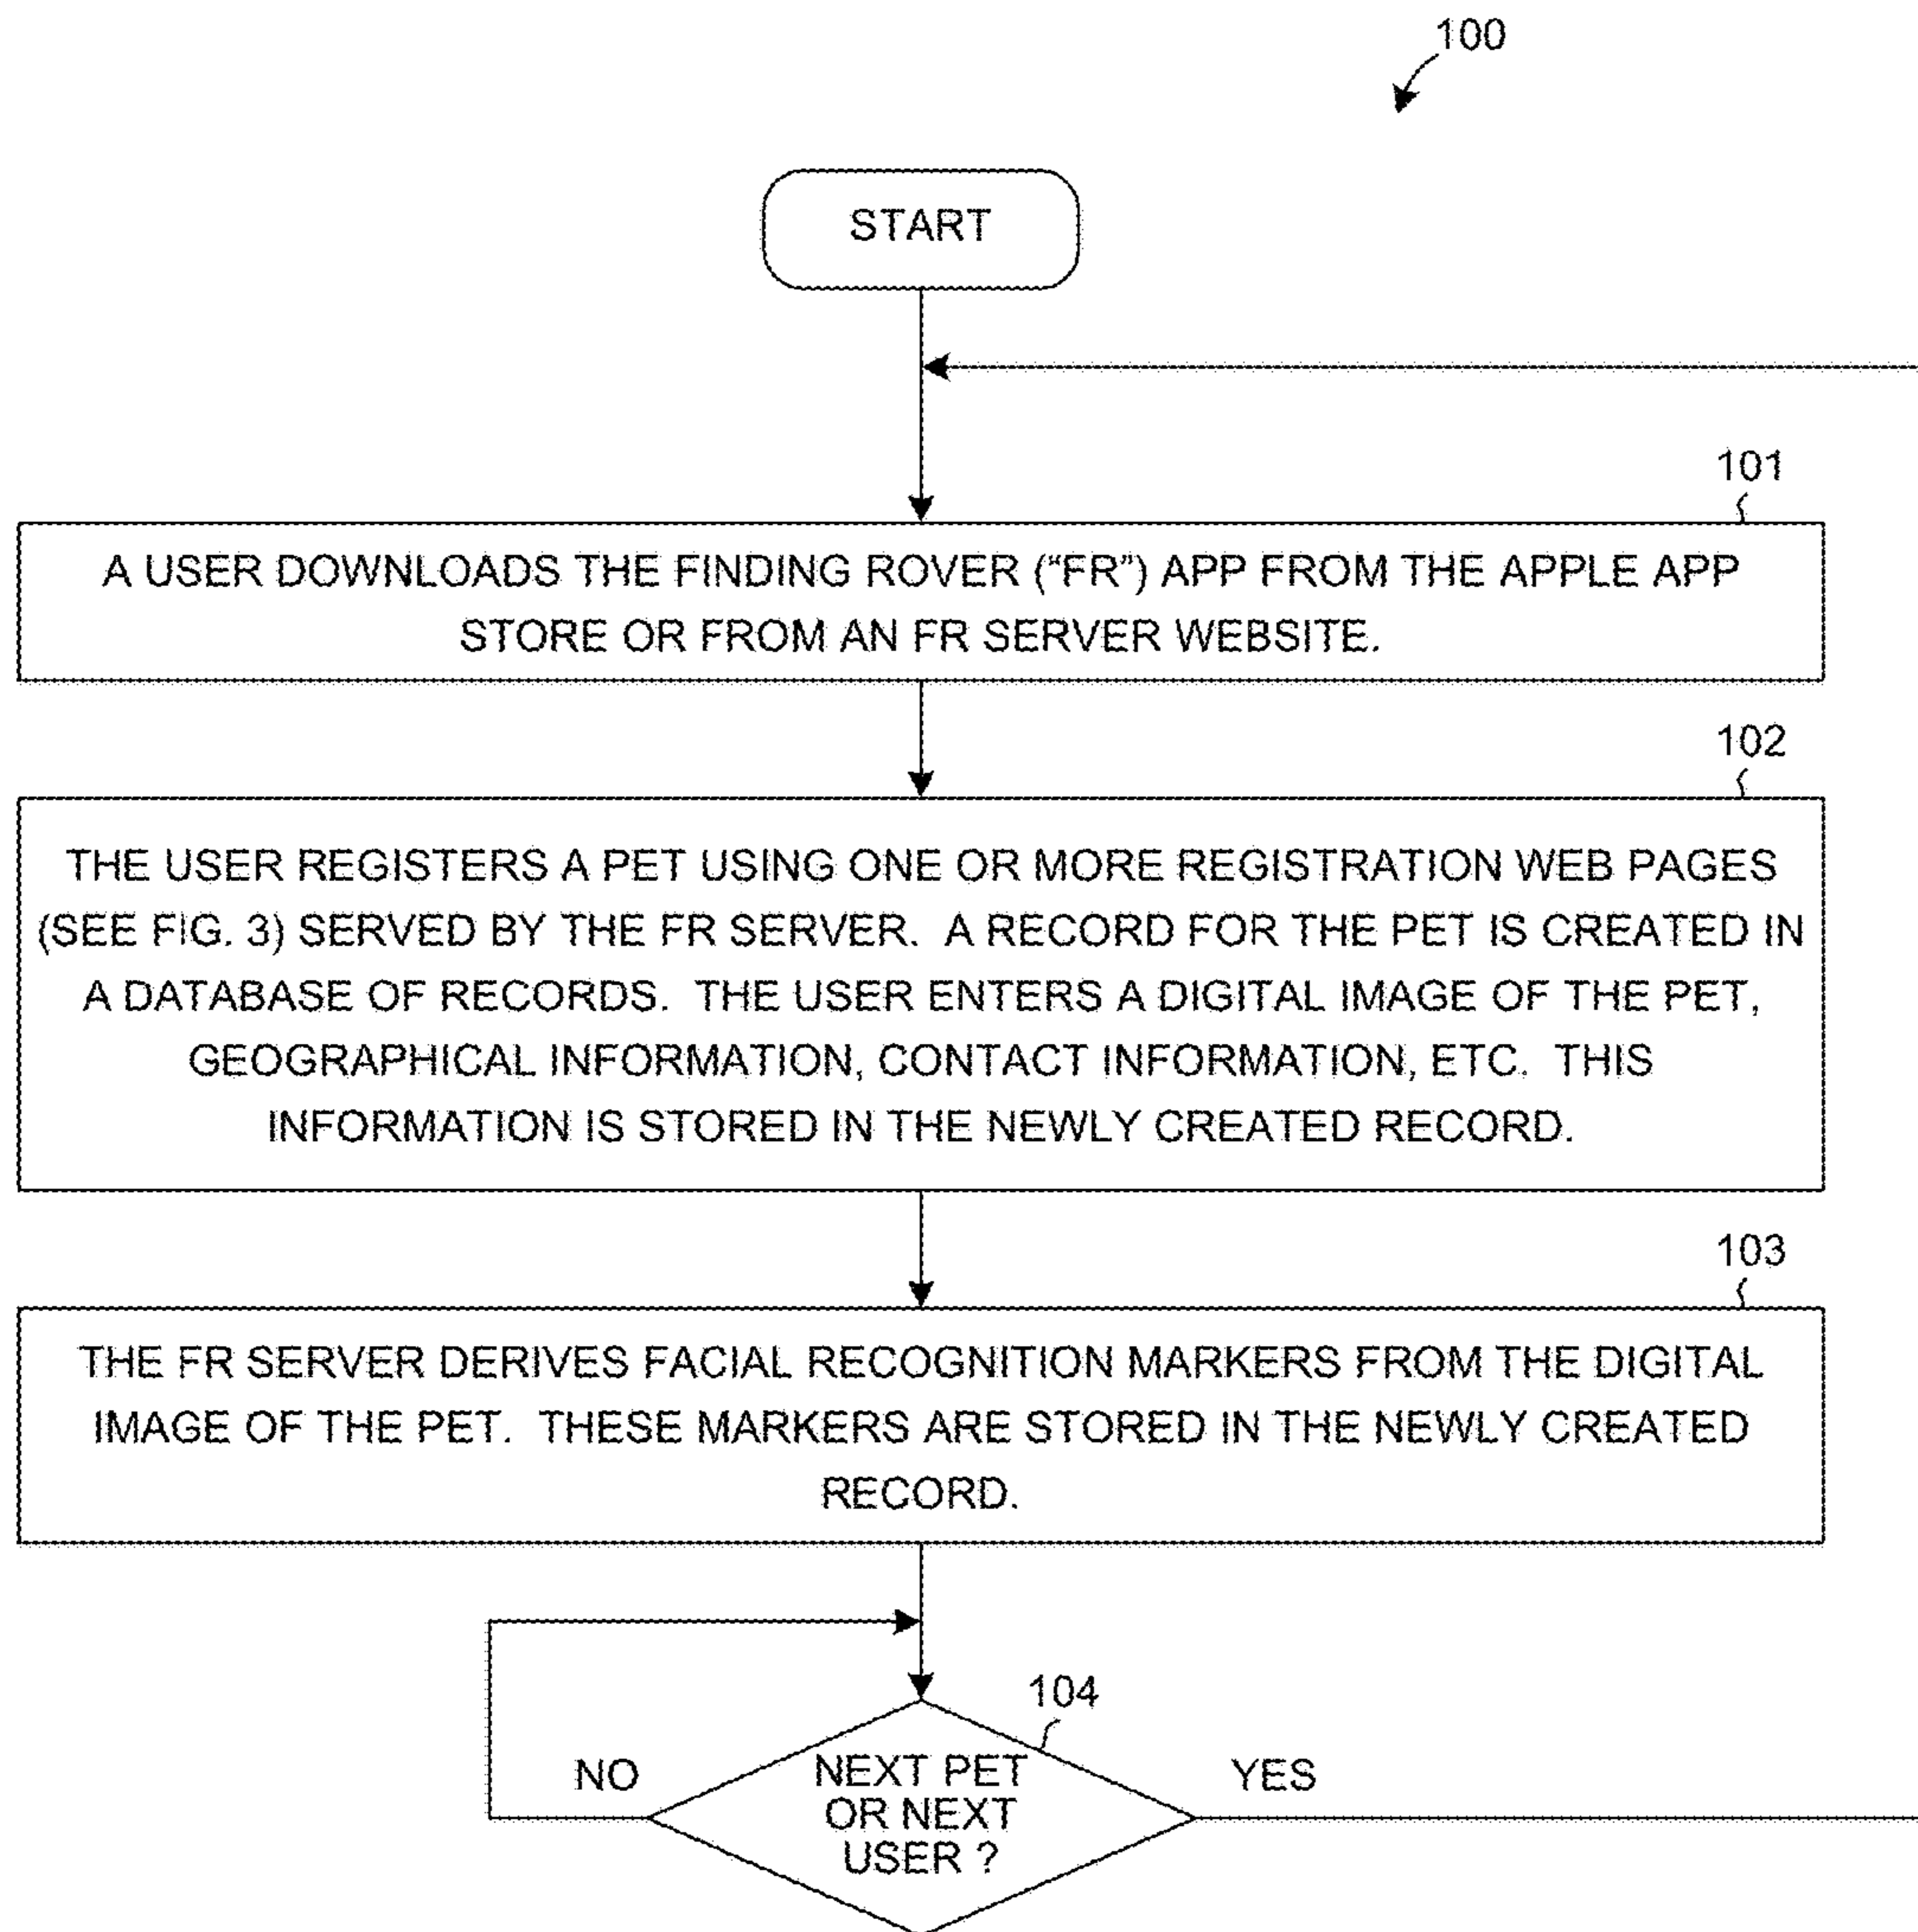 100
START
101
A USER DOWNLOADS THE FINDING ROVER (“FR”) APP FROM THE APPLE APP
STORE OR FROM AN FR SERVER WEBSITE.
102
THE USER REGISTERS A PET USING ONE OR MORE REGISTRATION WEB PAGES
(SEE FIG. 3) SERVED BY THE FR SERVER. A RECORD FOR THE PET IS CREATED IN
A DATABASE OF RECORDS. THE USER ENTERS A DIGITAL IMAGE OF THE PET,
GEOGRAPHICAL INFORMATION, CONTACT INFORMATION, ETC. THIS
INFORMATION IS STORED IN THE NEWLY CREATED RECORD.
103
THE FR SERVER DERIVES FACIAL RECOGNITION MARKERS FROM THE DIGITAL
IMAGE OF THE PET. THESE MARKERS ARE STORED IN THE NEWLY CREATED
RECORD.
104
NO
NEXT PET
OR NEXT
USER ?
YES